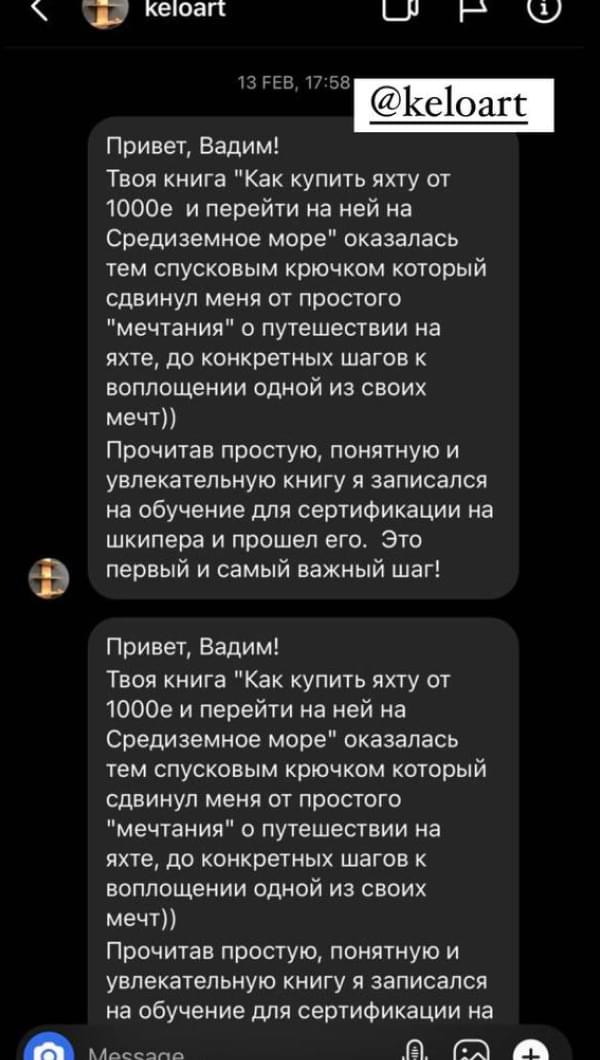 keloart
13 FEB, 17:58
@keloart
Привет, Вадим!
Твоя книга "Как купить яхту от
1000е и перейти на ней на
Средиземное море" оказалась
тем спусковым крючком который
сдвинул меня от простого
"мечтания" о путешествии на
яхте, до конкретных шагов к
воплощении одной из своих
мечт))
Прочитав простую, понятную и
увлекательную книгу я записался
на обучение для сертификации на
шкипера и прошел его. Это
первый и самый важный шаг!
Привет, Вадим!
Твоя книга "Как купить яхту от
1000е и перейти на ней на
Средиземное море" оказалась
тем спусковым крючком который
сдвинул меня от простого
"мечтания" о путешествии на
яхте, до конкретных шагов к
воплощении одной из своих
мечт))
Прочитав простую, понятную и
увлекательную книгу я записался
на обучение для сертификации на
Message